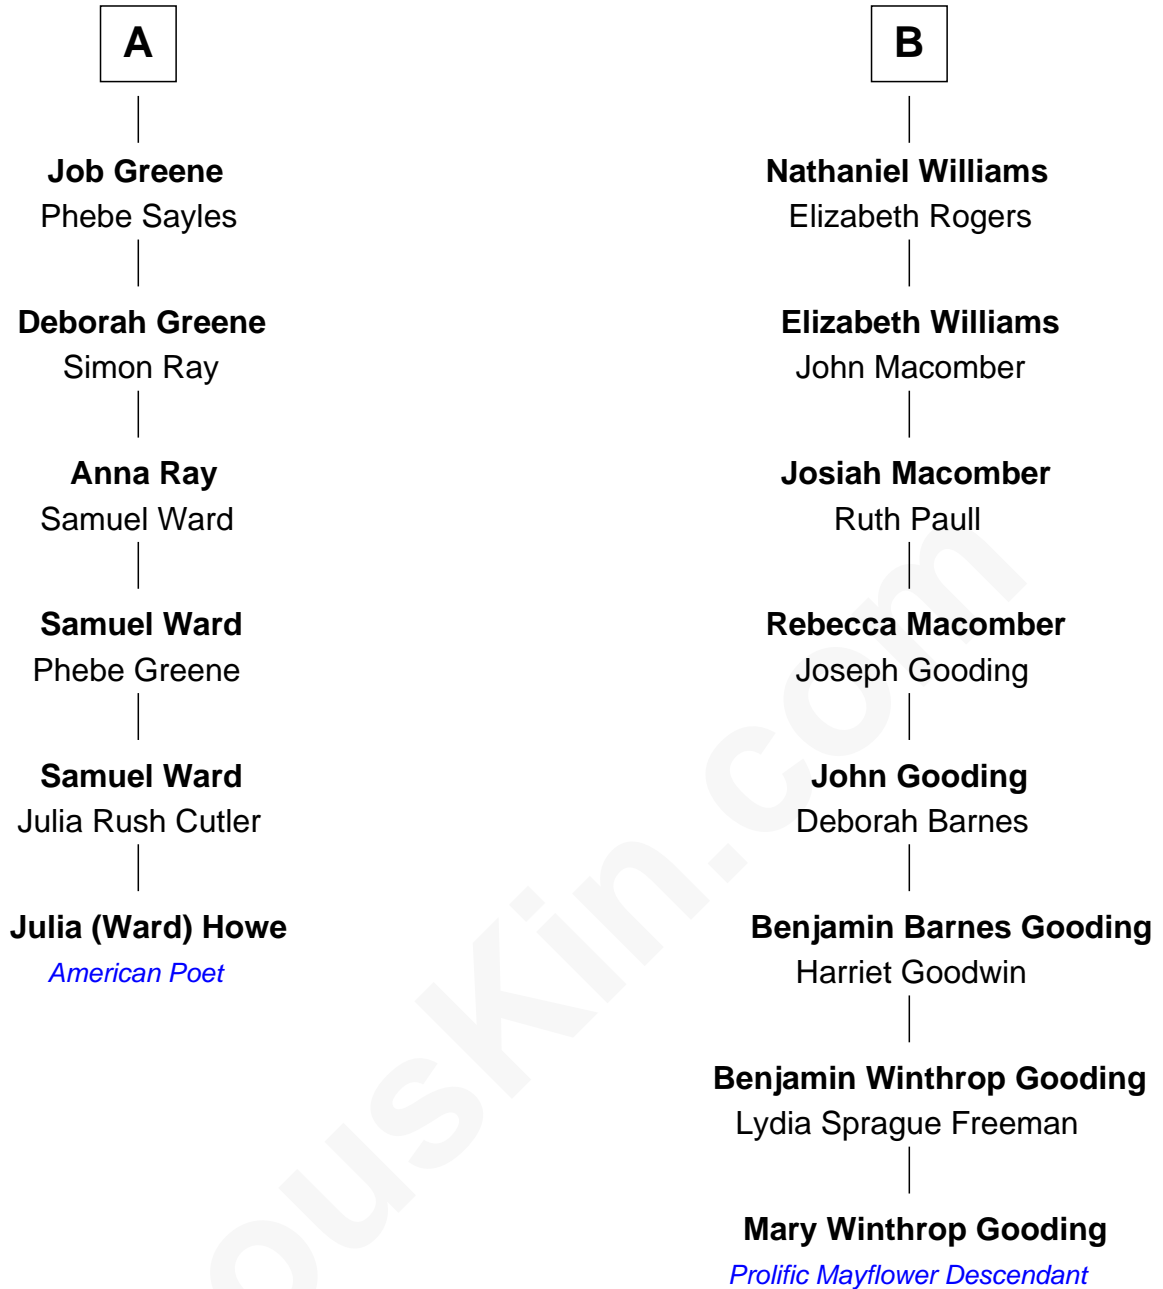 A
Job Greene
Phebe Sayles
Deborah Greene
Simon Ray
Anna Ray
Samuel Ward
Samuel Ward
Phebe Greene
Samuel Ward
Julia Rush Cutler
Julia (Ward) Howe
American Poet
B
Nathaniel Williams
Elizabeth Rogers
Elizabeth Williams
John Macomber
Josiah Macomber
Ruth Paull
Rebecca Macomber
Joseph Gooding
John Gooding
Deborah Barnes
Benjamin Barnes Gooding
Harriet Goodwin
Benjamin Winthrop Gooding
Lydia Sprague Freeman
Mary Winthrop Gooding
Prolific Mayflower Descendant
ousKin.com